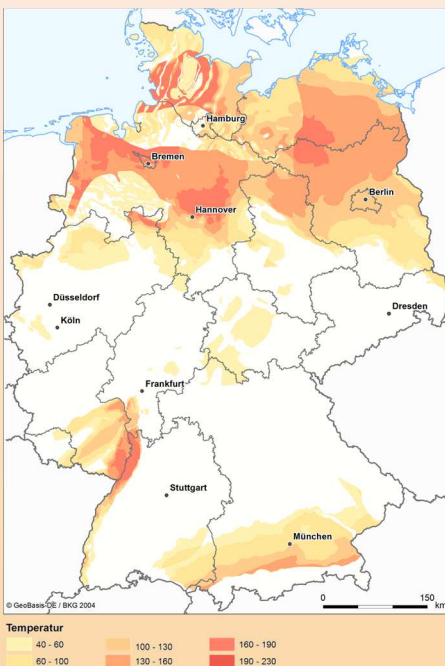 Hamburg
Bremen
Berlin
Hannover
Düsseldorf
Köln
Dresden
Frankfurt
Stuttgart
München
© GeoBasis-DE / BKG 2004
0 150
km
Temperatur
40 - 60 100 - 130 160 - 190
60 - 100 130 - 160 190 - 230